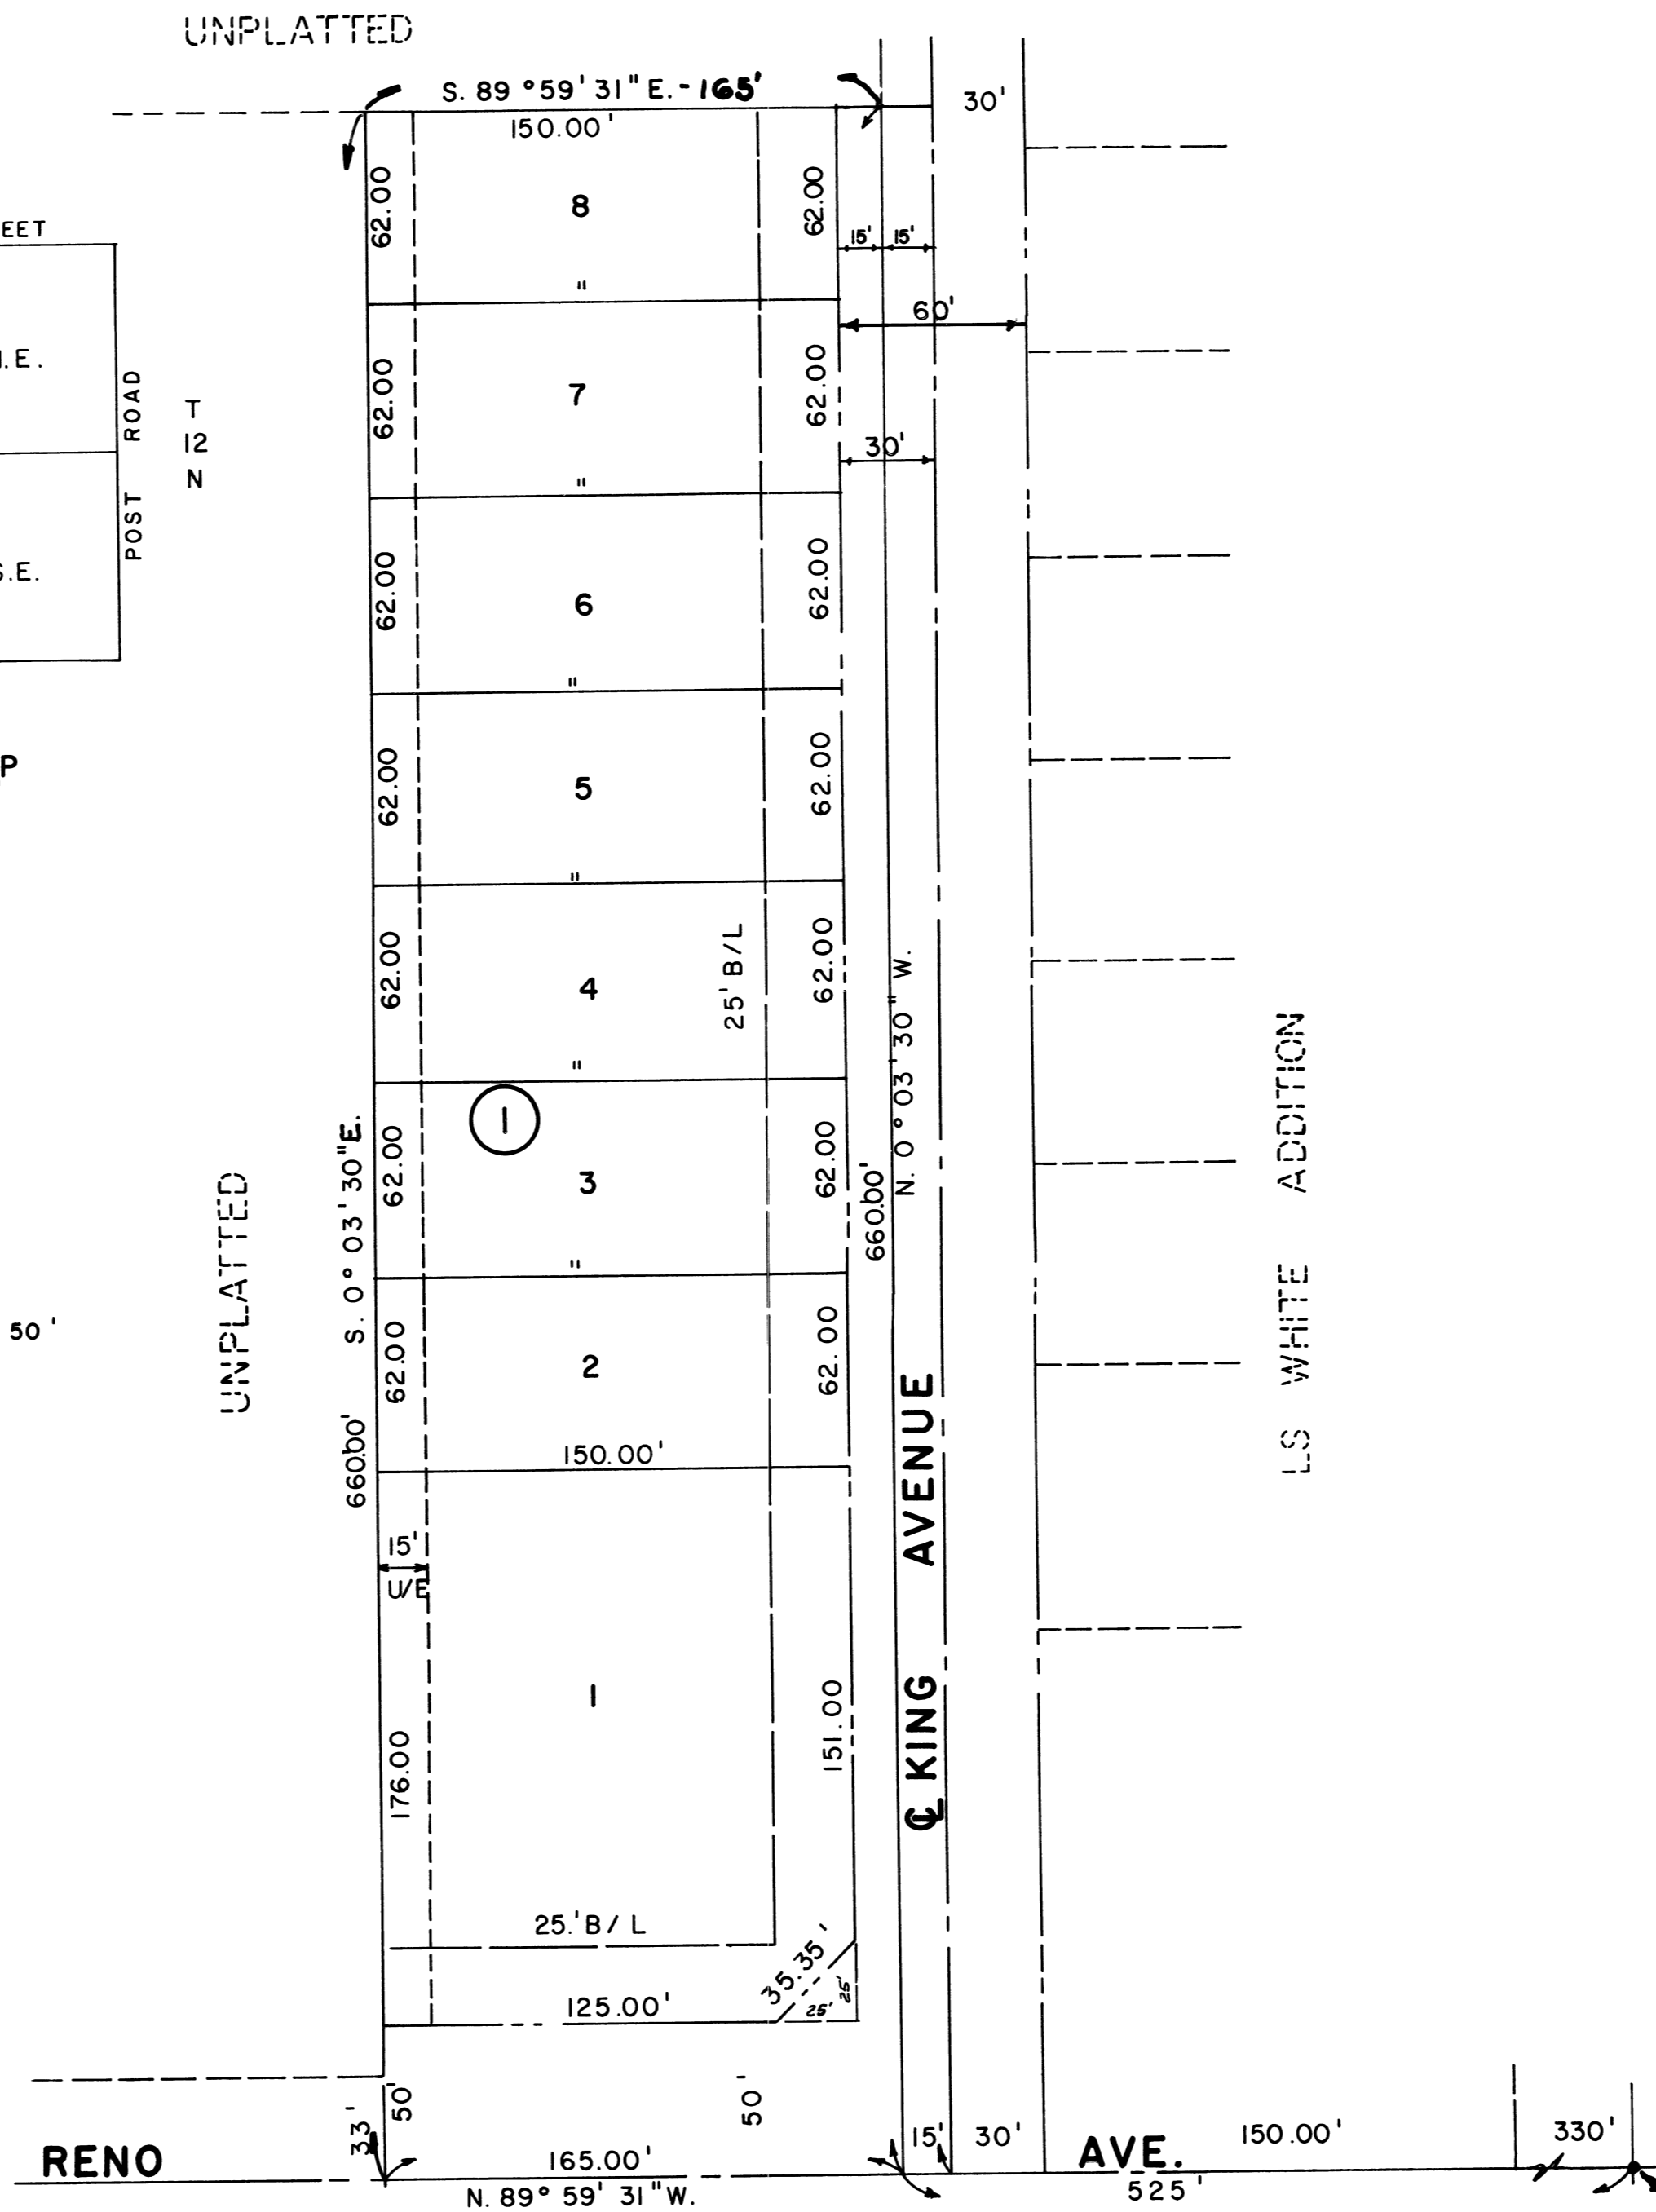 UNPLATTED
S. 89 °59' 31" E. - 165'
150.00'
30'
62.00
8
62.00
15' 15'
"
60'
EET
.E.
POST ROAD
T
12
N
S.E.
P
62.00
7
62.00
30'
"
62.00
6
62.00
"
62.00
5
62.00
"
62.00
4
25' B/L
62.00
"
1
62.00
3
62.00
"
62.00
2
62.00
150.00'
UNPLATTED
S. 0° 03' 30" E.
660.00'
50'
660.00'
N. 0° 03' 30" W.
LS WHITE ADDITION
15'
U/E
1
176.00
151.00
℄ KING AVENUE
25.' B/L
35.35'
125.00'
25'
25'
33'
50'
50'
RENO
165.00'
N. 89° 59' 31" W.
15'
30'
AVE.
150.00'
330'
525'